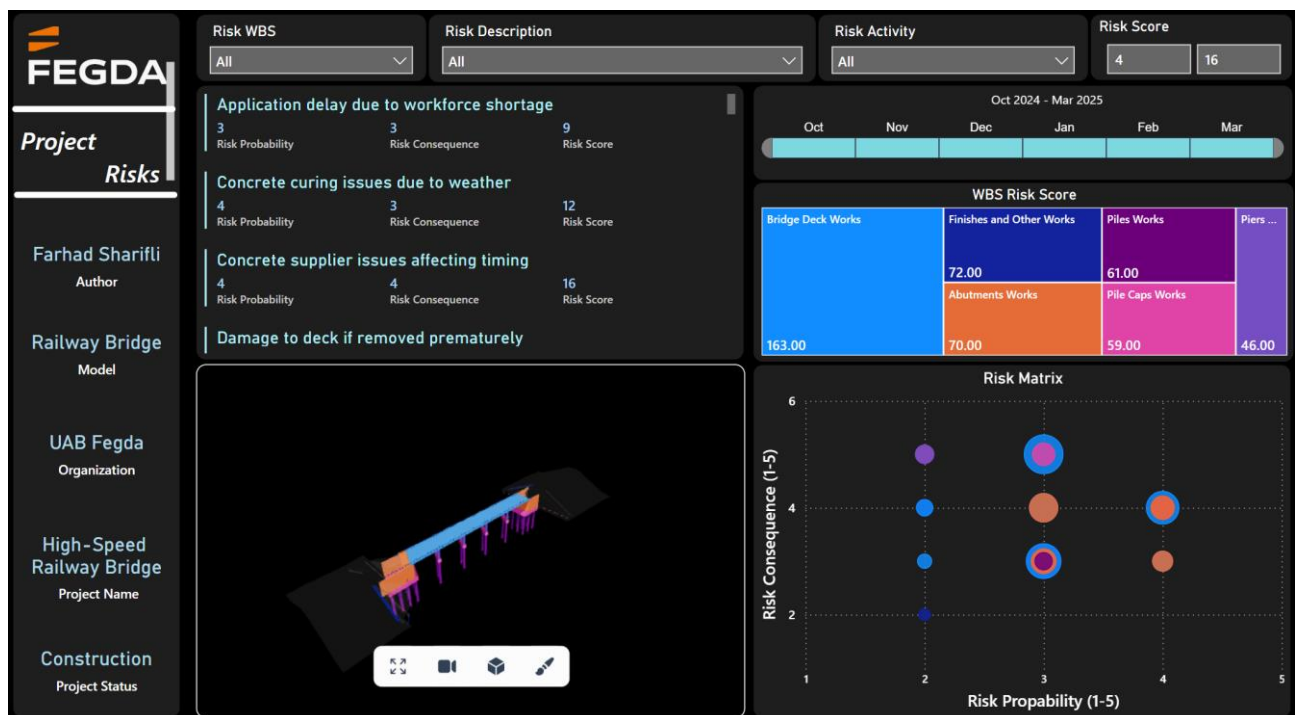 FEGDA
Project
Risks
Farhad Sharifli
Author
Railway Bridge
Model
UAB Fegda
Organization
High-Speed
Railway Bridge
Project Name
Construction
Project Status
Risk WBS
All
Risk Description
All
Risk Activity
All
Risk Score
4 16
Application delay due to workforce shortage
3 3 9
Risk Probability Risk Consequence Risk Score
Concrete curing issues due to weather
4 3 12
Risk Probability Risk Consequence Risk Score
Concrete supplier issues affecting timing
4 4 16
Risk Probability Risk Consequence Risk Score
Damage to deck if removed prematurely
Oct 2024 - Mar 2025
Oct Nov Dec Jan Feb Mar
WBS Risk Score
Bridge Deck Works
163.00
Finishes and Other Works
72.00
Abutments Works
70.00
Piles Works
61.00
Pile Caps Works
59.00
Piers ...
46.00
Risk Matrix
Risk Consequence (1-5)
6
4
2
1 2 3 4 5
Risk Propability (1-5)